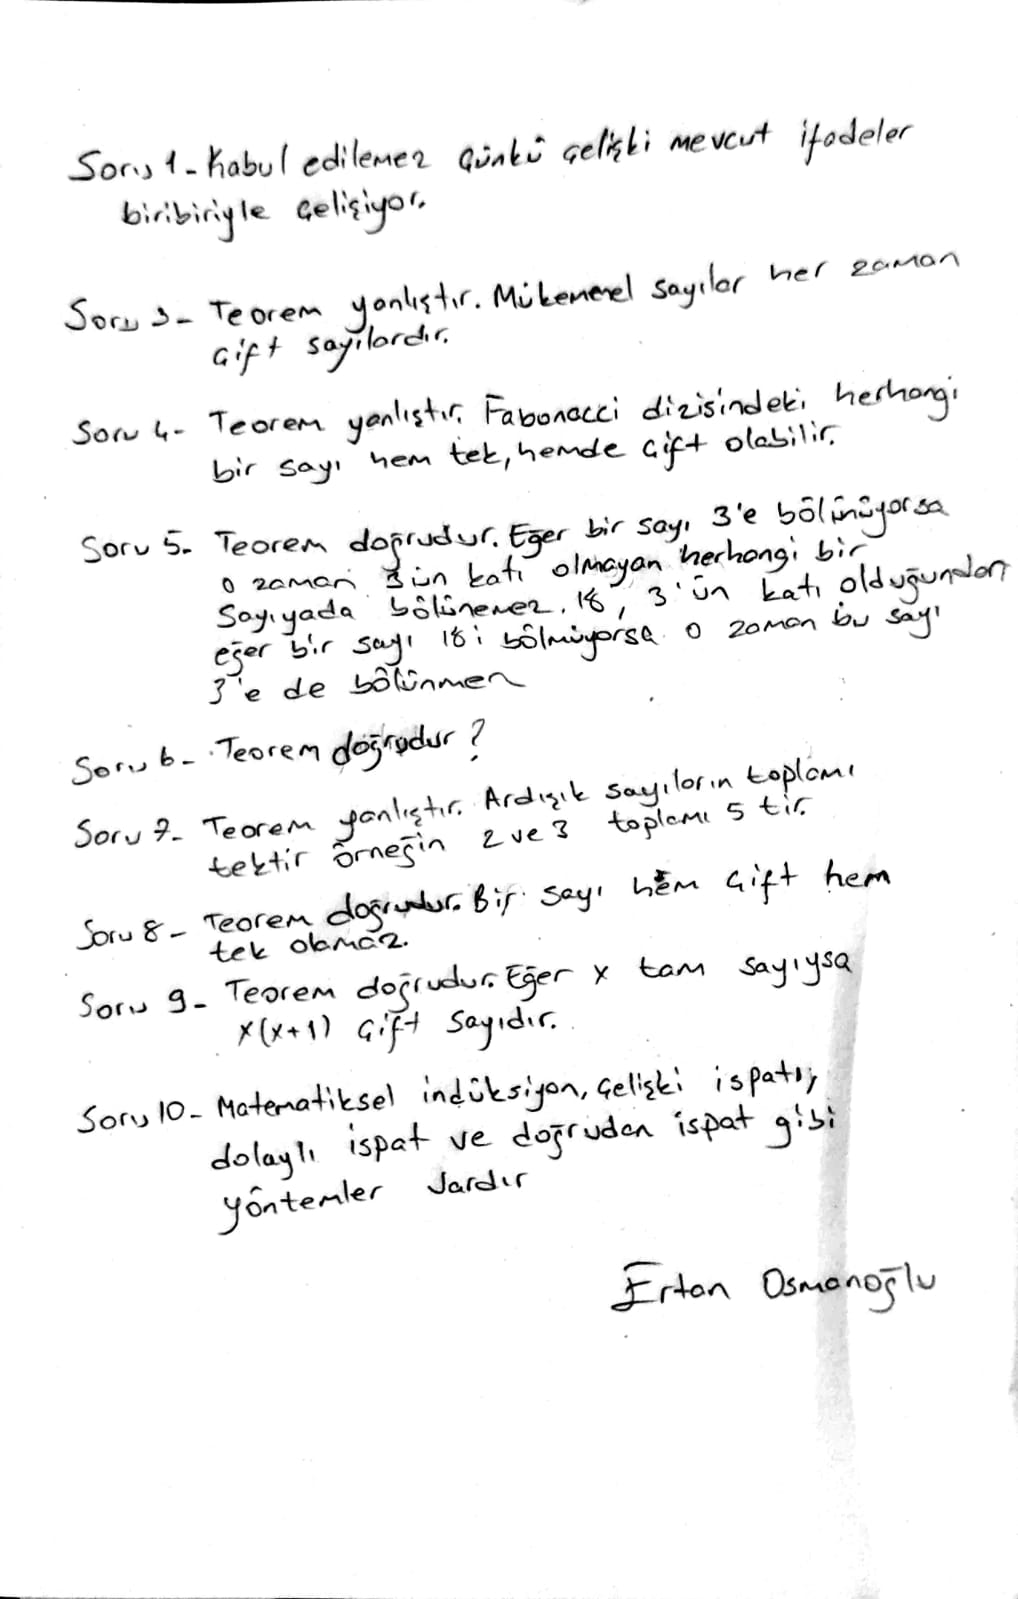 Soru 1- Kabul edilemez Çünkü çelişki mevcut ifadeler
biribiriyle çelişiyor.
Soru 3- Teorem yanlıştır. Mükemmel sayılar her zaman
çift sayılardır.
Soru 4- Teorem yanlıştır. Fabonacci dizisindeki herhangi
bir sayı hem tek, hemde çift olabilir.
Soru 5- Teorem doğrudur. Eğer bir sayı 3'e bölünüyorsa
o zaman 3 ün katı olmayan herhangi bir
Sayıyada bölünemez. 18, 3'ün katı olduğundan
eğer bir sayı 18i bölmüyorsa o zaman bu sayı
3'e de bölünmez
Soru 6- Teorem doğrudur?
Soru 7- Teorem yanlıştır. Ardışık sayıların toplamı
tektir örneğin 2 ve 3 toplamı 5 tir.
Soru 8- Teorem doğrudur. Bir sayı hem çift hem
tek olamaz.
Soru 9- Teorem doğrudur. Eğer x tam sayıysa
x(x+1) çift sayıdır.
Soru 10- Matematiksel indüksiyon, çelişki ispatı,
dolaylı ispat ve doğrudan ispat gibi
yöntemler vardır
Ertan Osmanoğlu